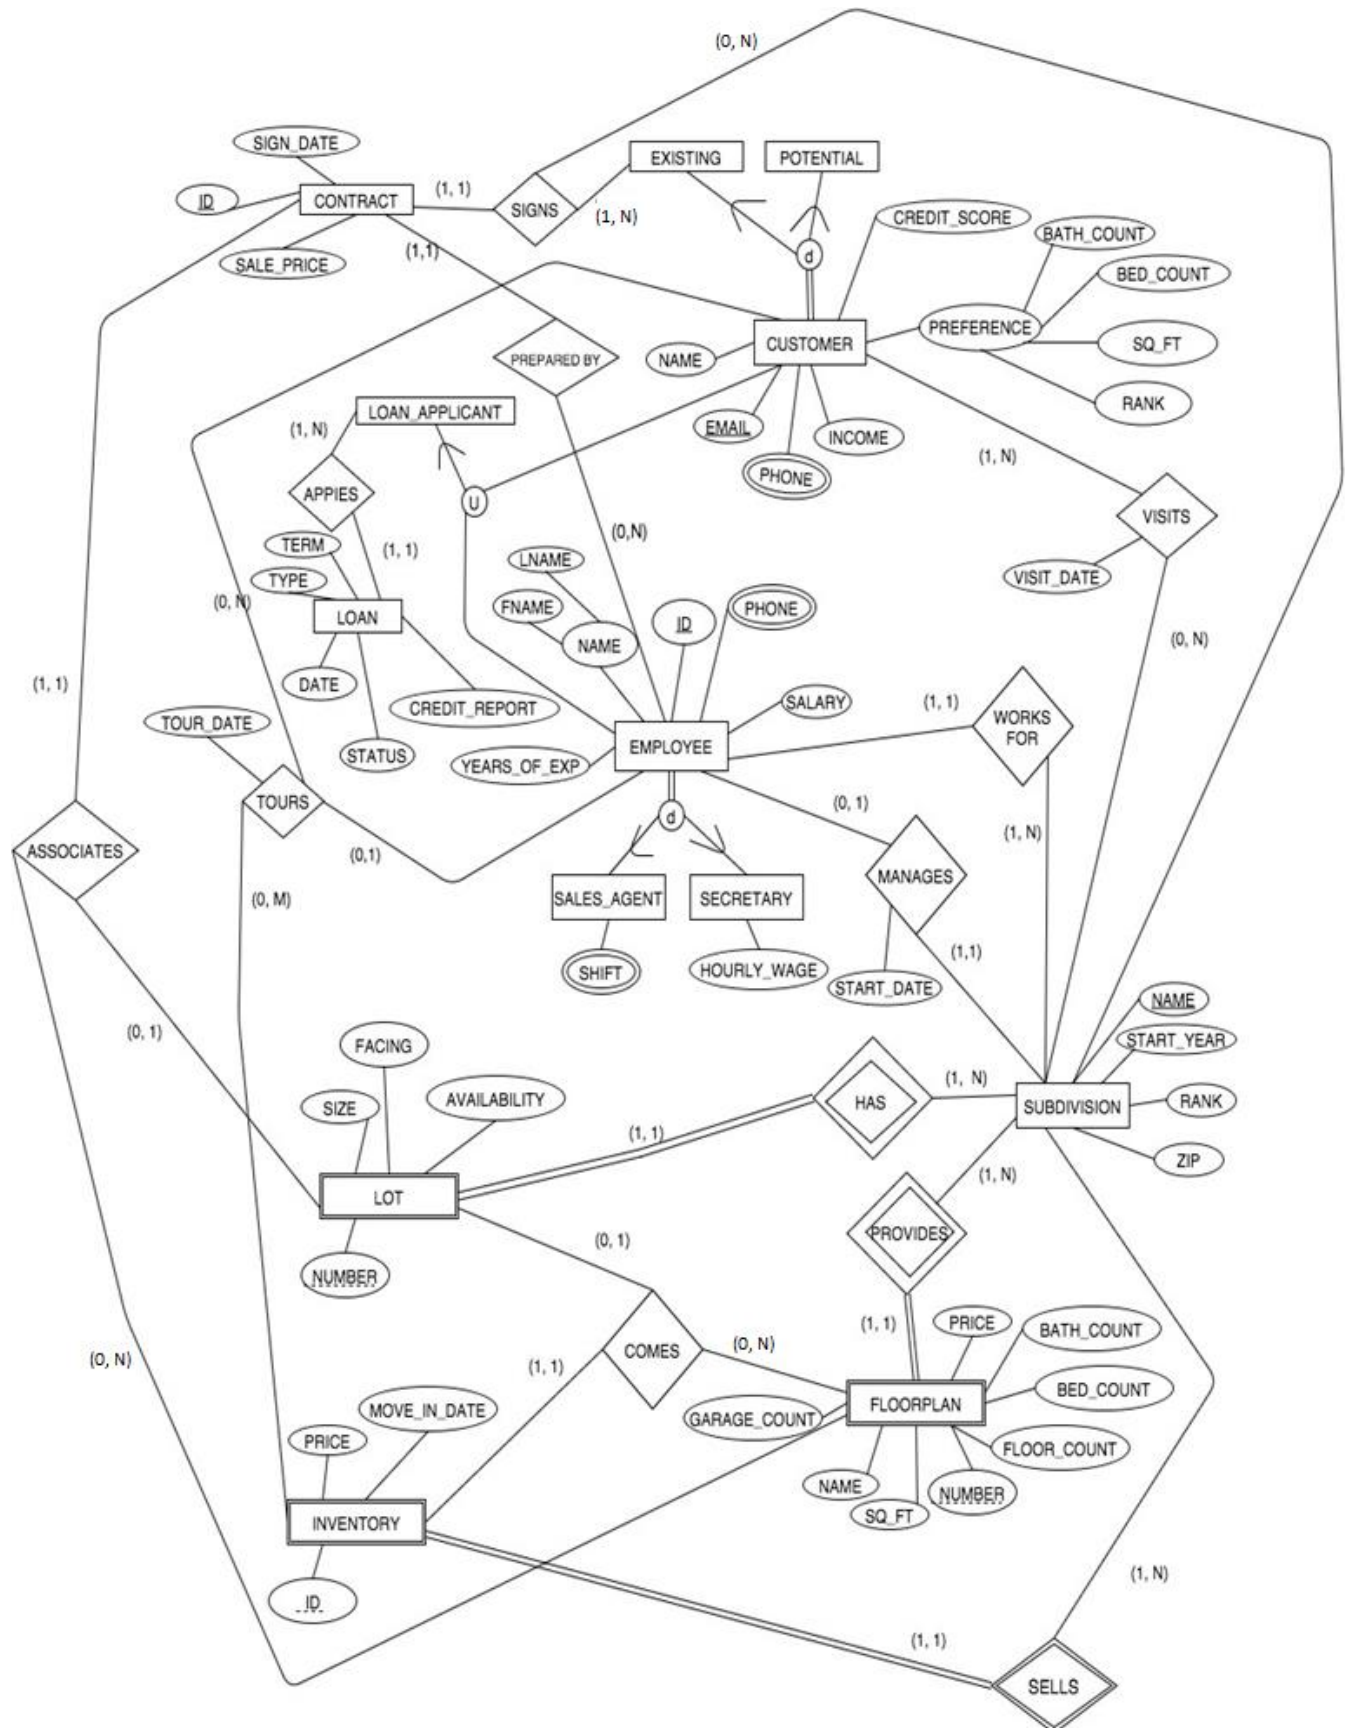 (0, N)
SIGN_DATE
EXISTING
POTENTIAL
ID
CONTRACT
(1, 1)
SIGNS
(1, N)
CREDIT_SCORE
BATH_COUNT
SALE_PRICE
(1,1)
d
BED_COUNT
PREFERENCE
CUSTOMER
SQ_FT
NAME
PREPARED BY
RANK
LOAN_APPLICANT
(1, N)
EMAIL
INCOME
(1, N)
PHONE
APPIES
U
VISITS
TERM
(1, 1)
(0,N)
LNAME
TYPE
VISIT_DATE
(0, N)
LOAN
FNAME
ID
PHONE
NAME
(0, N)
DATE
(1, 1)
CREDIT_REPORT
SALARY
(1, 1)
WORKS
FOR
TOUR_DATE
STATUS
YEARS_OF_EXP
EMPLOYEE
TOURS
(0, 1)
d
(1, N)
ASSOCIATES
(0,1)
MANAGES
(0, M)
SALES_AGENT
SECRETARY
(1,1)
SHIFT
HOURLY_WAGE
START_DATE
NAME
(0, 1)
FACING
START_YEAR
AVAILABILITY
SIZE
HAS
(1, N)
SUBDIVISION
RANK
(1, 1)
ZIP
LOT
(1, N)
(0, 1)
PROVIDES
NUMBER
(1, 1)
PRICE
BATH_COUNT
(0, N)
COMES
(0, N)
(1, 1)
BED_COUNT
MOVE_IN_DATE
FLOORPLAN
GARAGE_COUNT
PRICE
FLOOR_COUNT
NAME
NUMBER
SQ_FT
INVENTORY
(1, N)
ID
(1, 1)
SELLS